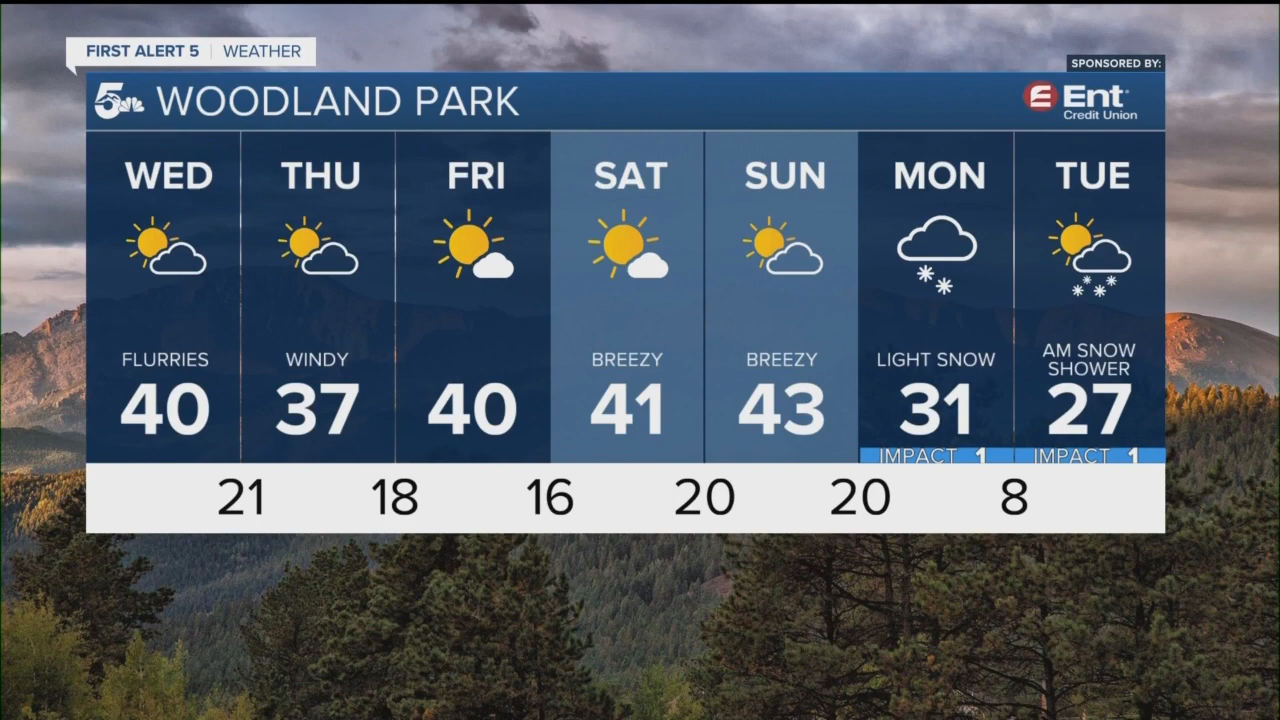 FIRST ALERT 5 | WEATHER
SPONSORED BY:
5 WOODLAND PARK
Ent
Credit Union
WED THU FRI SAT SUN MON TUE
FLURRIES WINDY BREEZY BREEZY LIGHT SNOW AM SNOW SHOWER
40 37 40 41 43 31 27
IMPACT 1 IMPACT 1
21 18 16 20 20 8